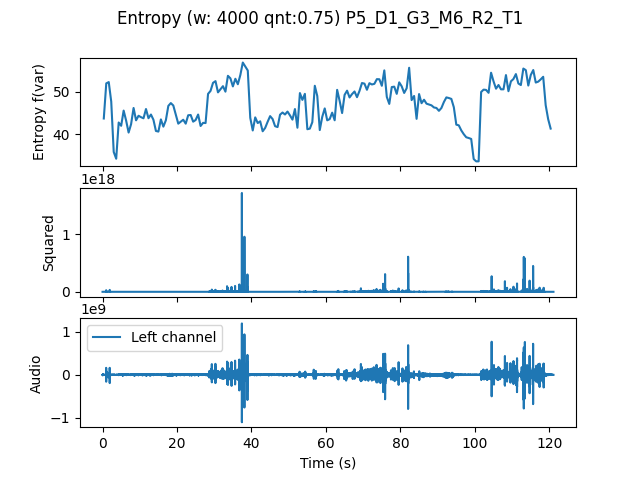 Entropy (w: 4000 qnt:0.75) P5_D1_G3_M6_R2_T1
Entropy f(var)
50
40
1e18
Squared
1
0
1e9
Audio
1
0
−1
Left channel
0 20 40 60 80 100 120
Time (s)